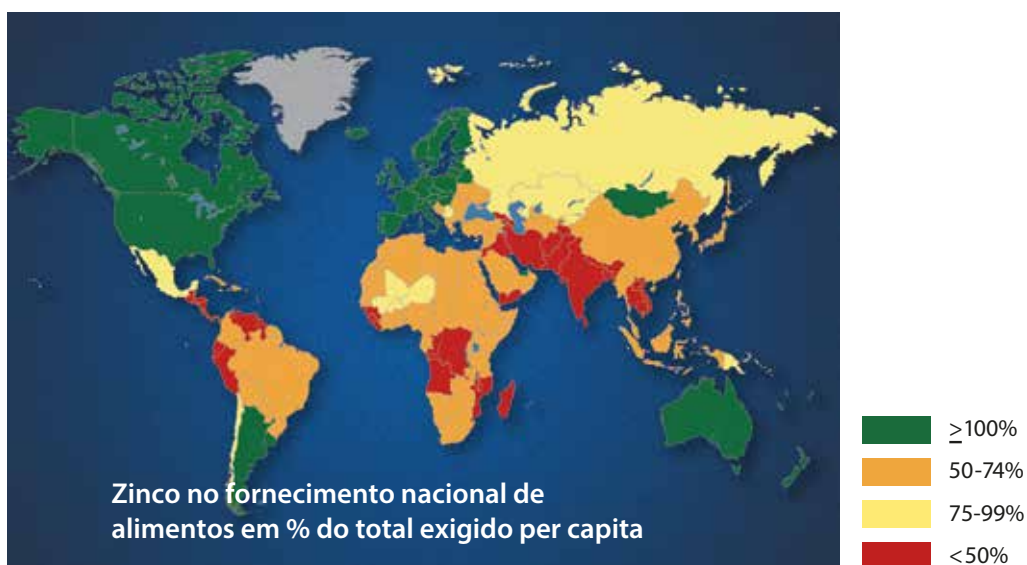 Zinco no fornecimento nacional de
alimentos em % do total exigido per capita
≥100%
50-74%
75-99%
<50%